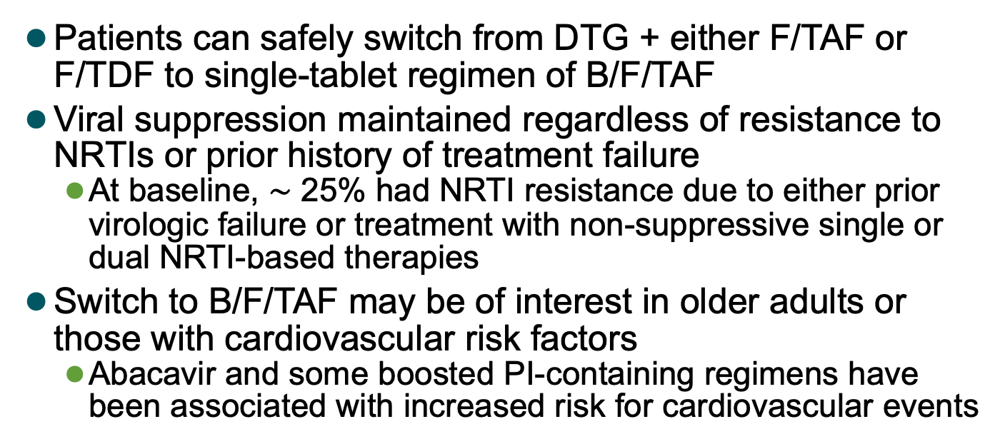 ● Patients can safely switch from DTG + either F/TAF or
F/TDF to single-tablet regimen of B/F/TAF
● Viral suppression maintained regardless of resistance to
NRTIs or prior history of treatment failure
● At baseline, ~ 25% had NRTI resistance due to either prior
virologic failure or treatment with non-suppressive single or
dual NRTI-based therapies
● Switch to B/F/TAF may be of interest in older adults or
those with cardiovascular risk factors
● Abacavir and some boosted PI-containing regimens have
been associated with increased risk for cardiovascular events